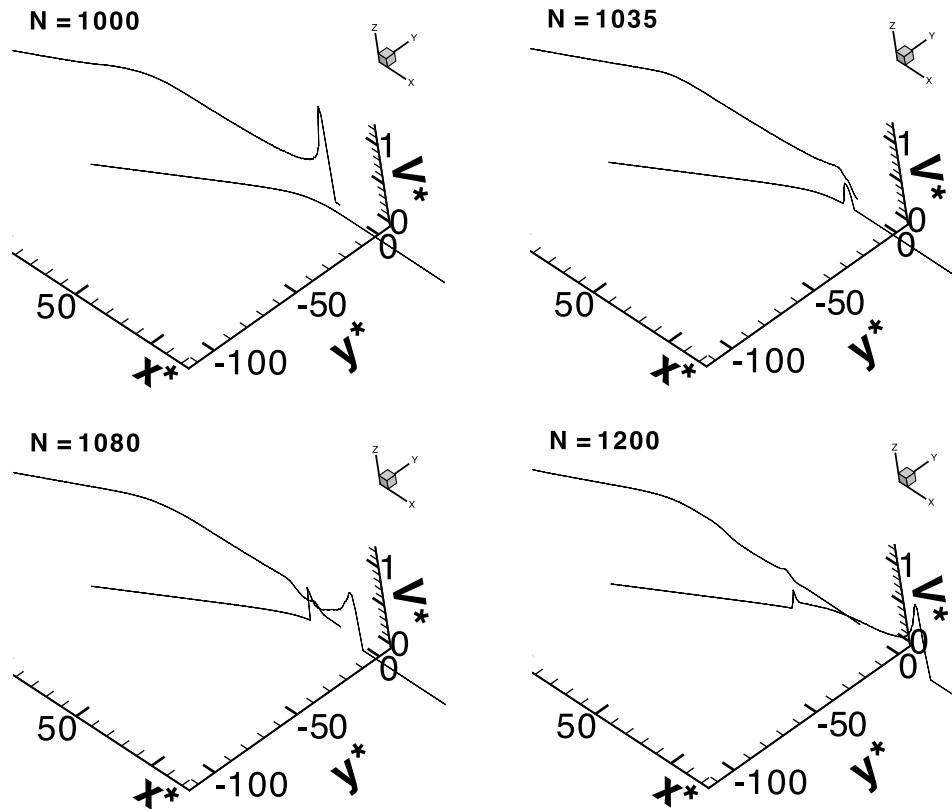 N = 1000
Z
Y
X
1
V*
0
0
50
-50
-100
x*
y*
N = 1035
Z
Y
X
1
V*
0
0
50
-50
-100
x*
y*
N = 1080
Z
Y
X
1
V*
0
0
50
-50
-100
x*
y*
N = 1200
Z
Y
X
1
V*
0
0
50
-50
-100
x*
y*